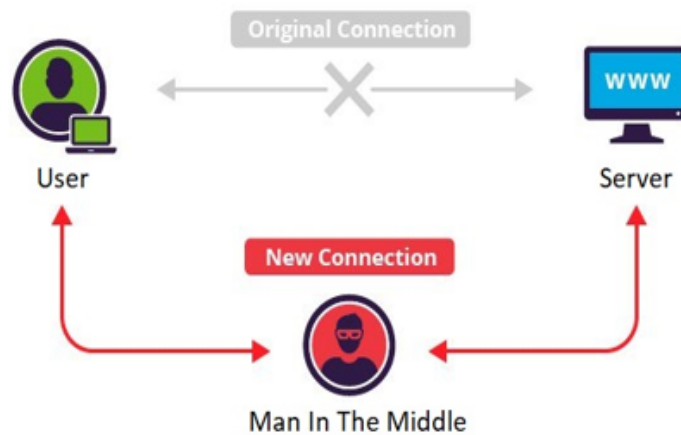 Original Connection
www
User
Server
New Connection
Man In The Middle